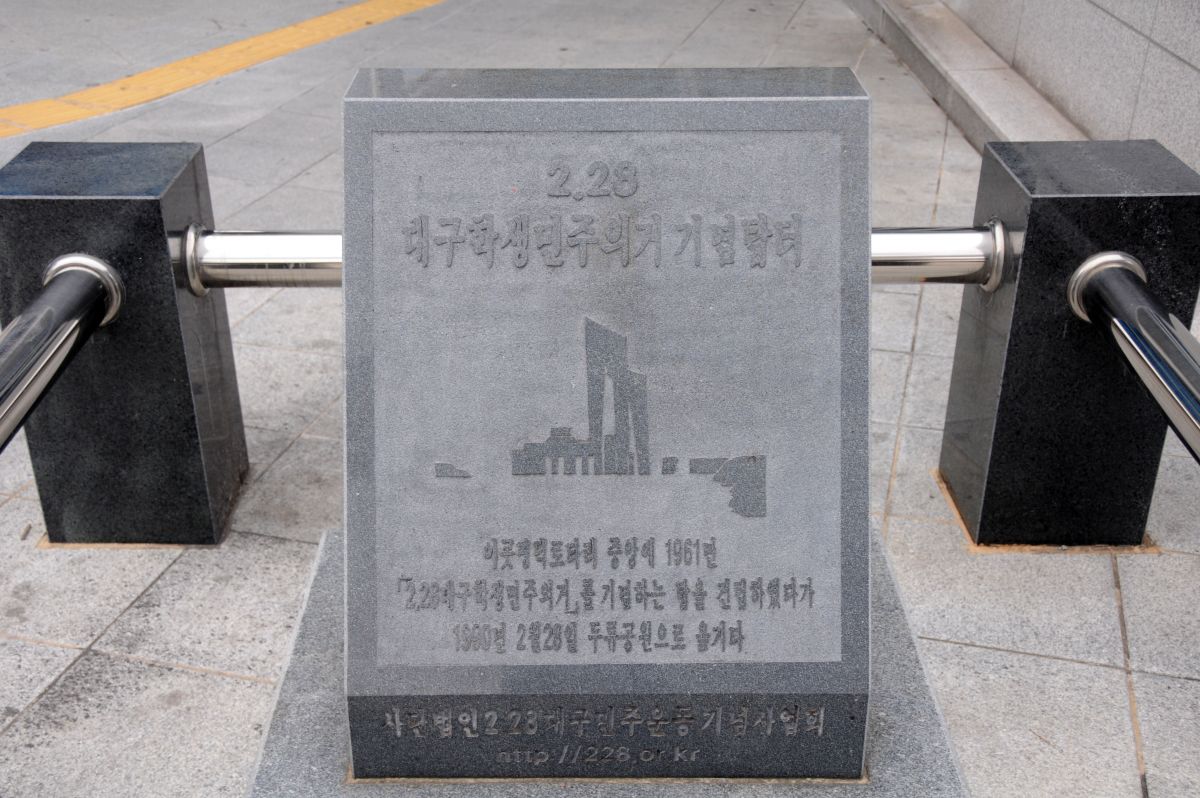 2.28
대구학생민주의거 기념탑터
이곳 명덕로타리 중앙에 1961년
「2.28대구학생민주의거」를 기념하는 탑을 건립하였다가
1990년 2월28일 두류공원으로 옮기다
사단법인2.28대구민주운동기념사업회
http://228.or.kr